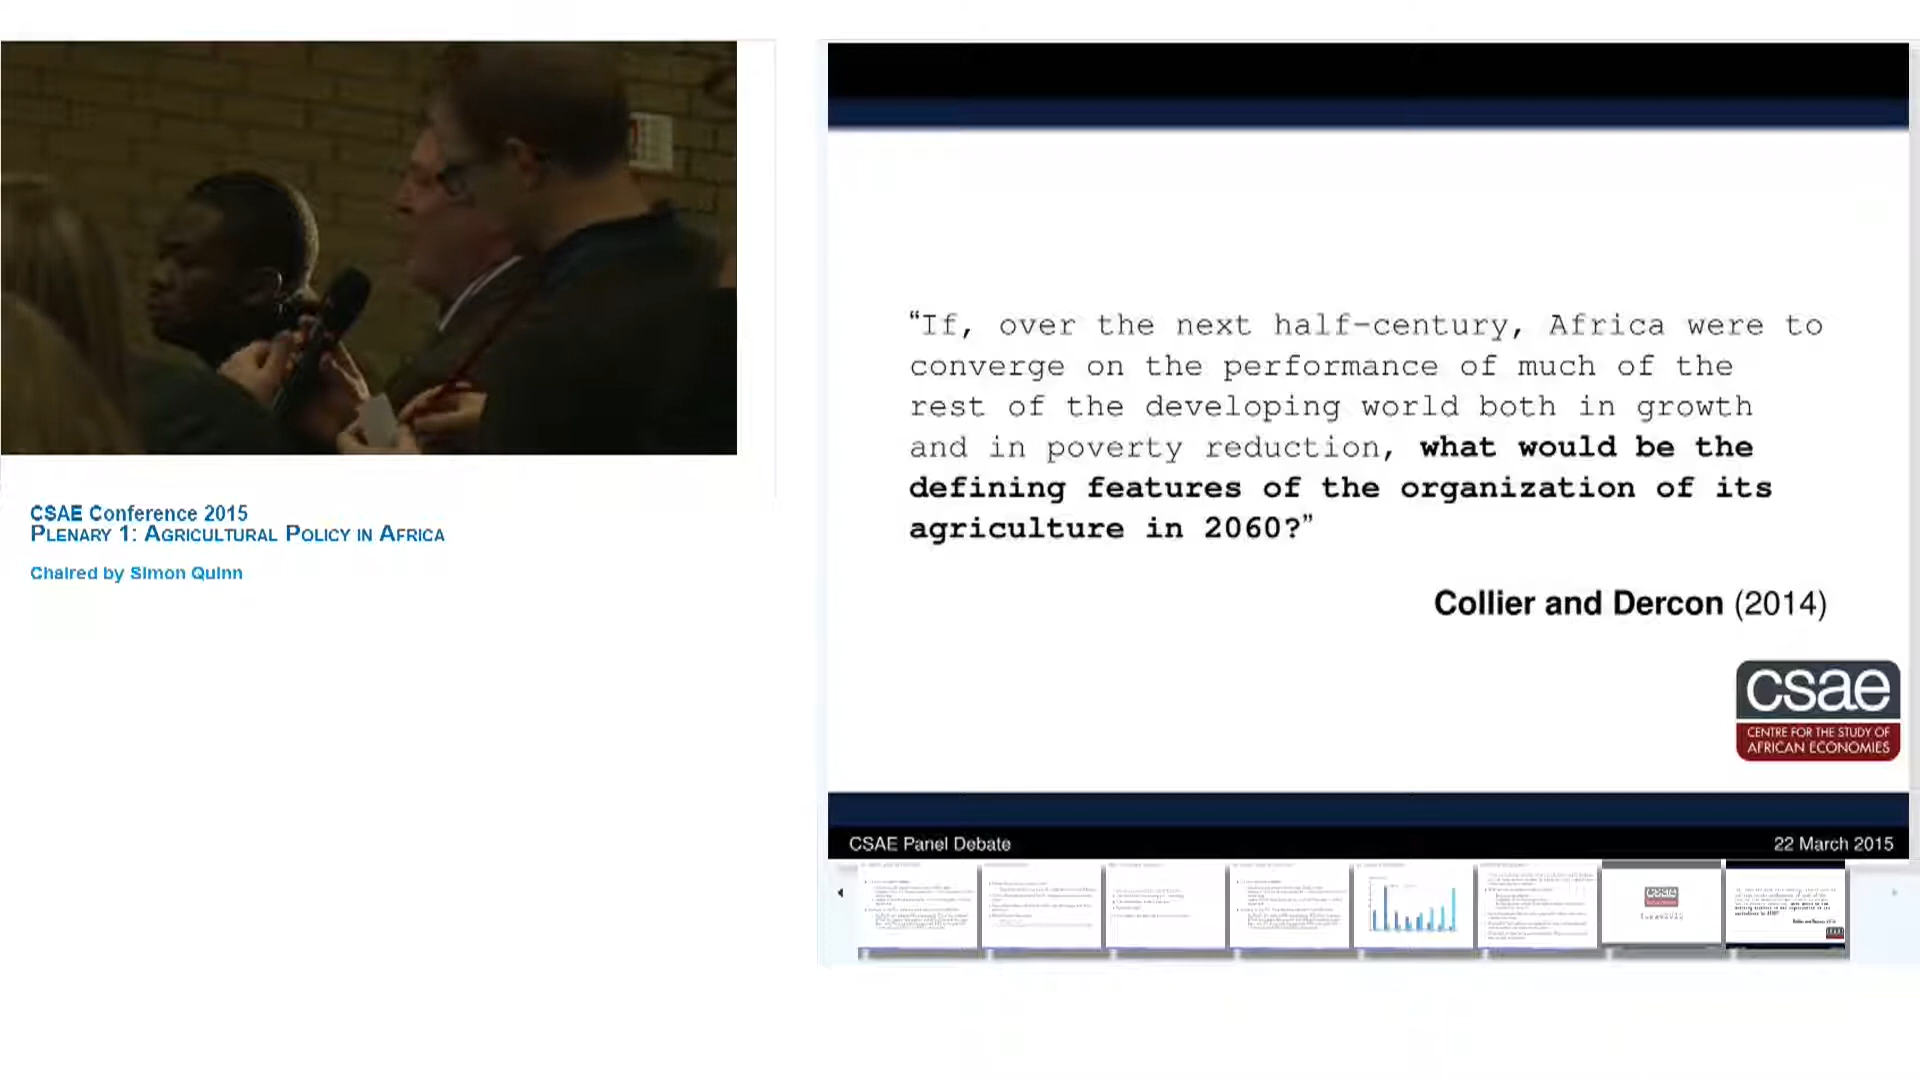 CSAE Conference 2015
PLENARY 1: AGRICULTURAL POLICY IN AFRICA
Chaired by Simon Quinn
“If, over the next half-century, Africa were to
converge on the performance of much of the
rest of the developing world both in growth
and in poverty reduction, what would be the
defining features of the organization of its
agriculture in 2060?”
Collier and Dercon (2014)
csae
CENTRE FOR THE STUDY OF
AFRICAN ECONOMIES
CSAE Panel Debate
22 March 2015